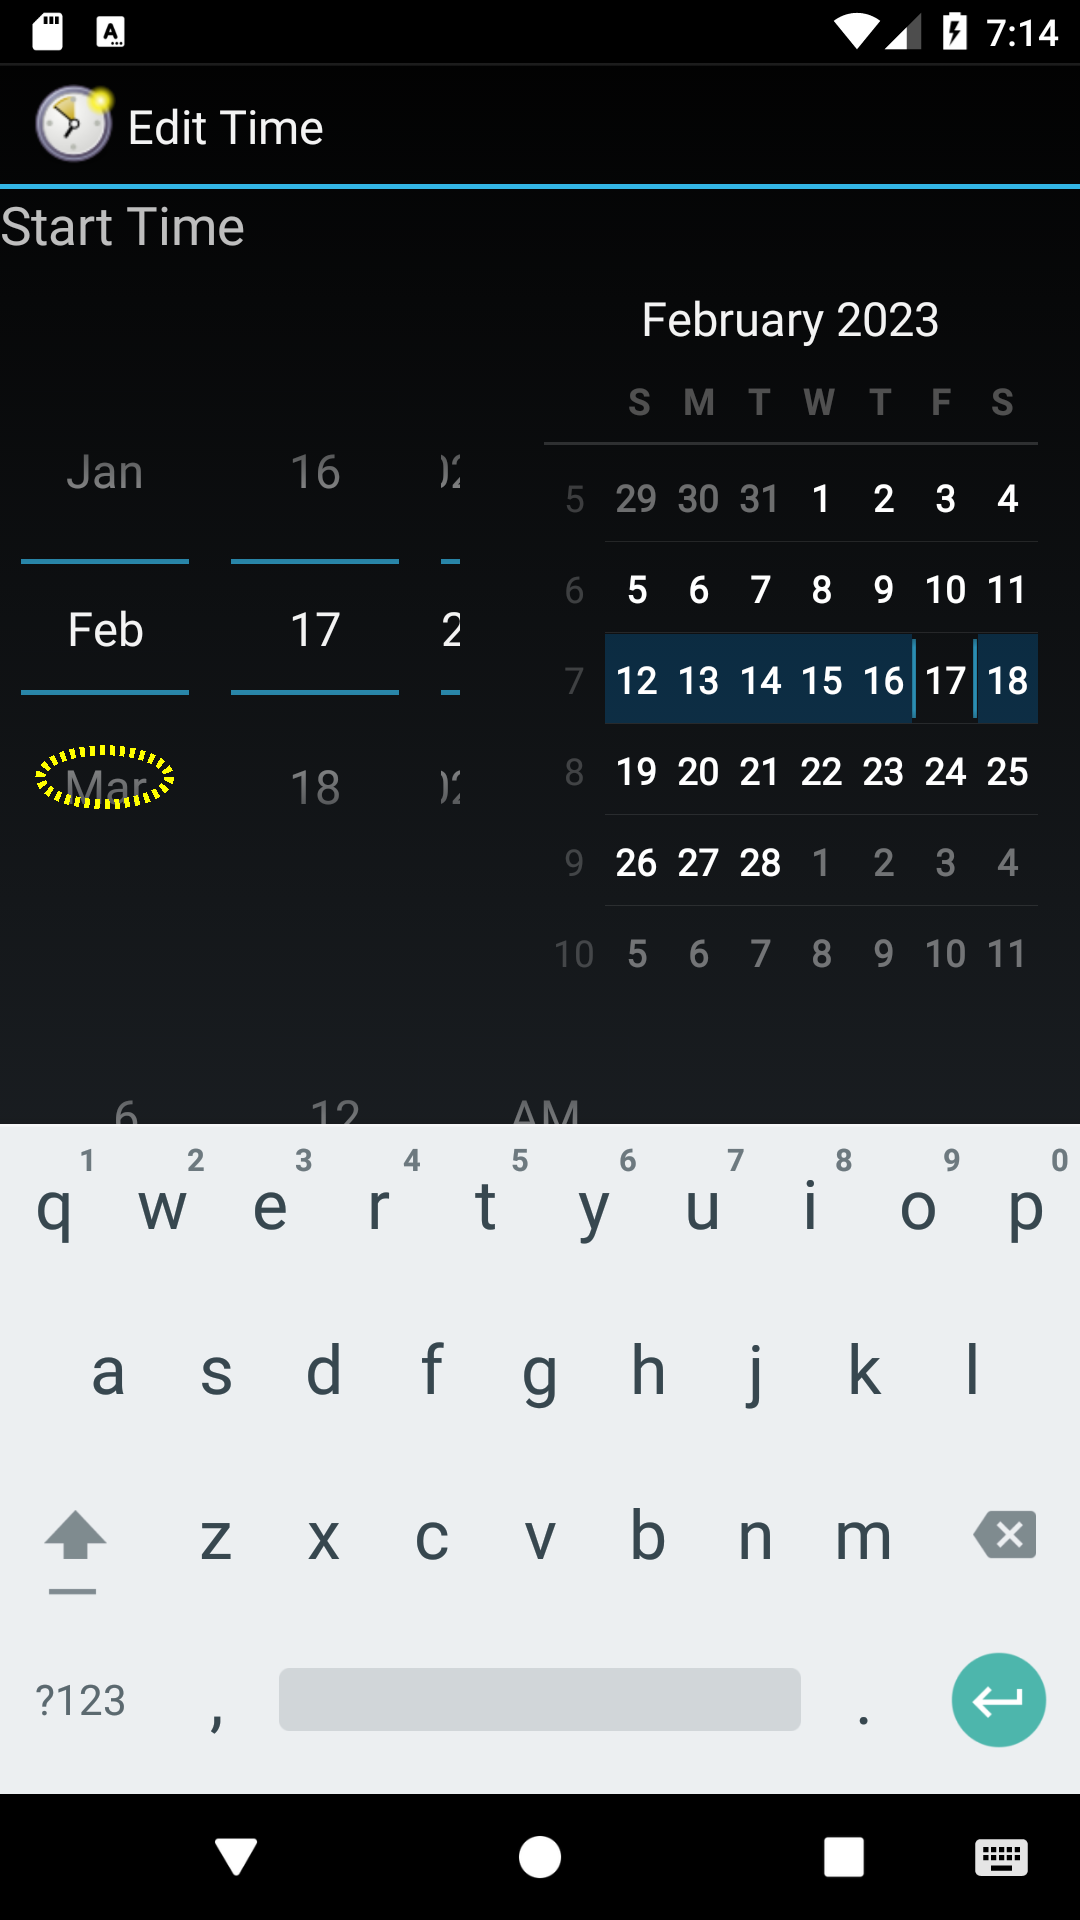 7:14
Edit Time
Start Time
February 2023
S M T W T F S
Jan 16
5 29 30 31 1 2 3 4
6 5 6 7 8 9 10 11
Feb 17 2
7 12 13 14 15 16 17 18
Mar 18
8 19 20 21 22 23 24 25
9 26 27 28 1 2 3 4
10 5 6 7 8 9 10 11
6 12 AM
1 2 3 4 5 6 7 8 9 0
q w e r t y u i o p
a s d f g h j k l
z x c v b n m
?123 , .